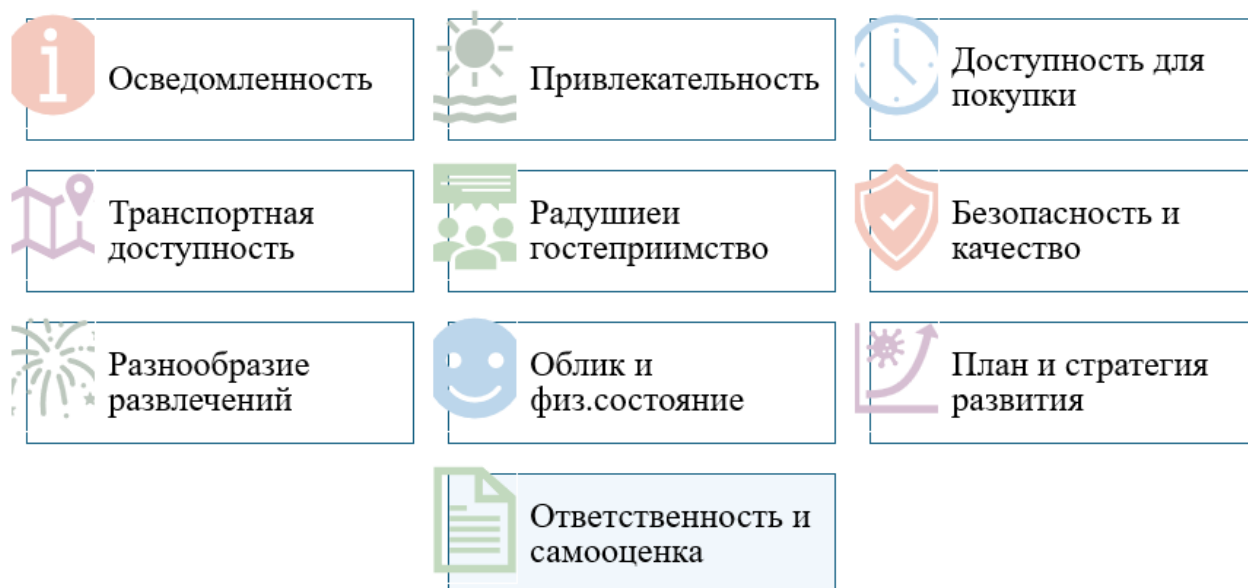 Осведомленность
Привлекательность
Доступность для
покупки
Транспортная
доступность
Радушиеи
гостеприимство
Безопасность и
качество
Разнообразие
развлечений
Облик и
физ.состояние
План и стратегия
развития
Ответственность и
самооценка